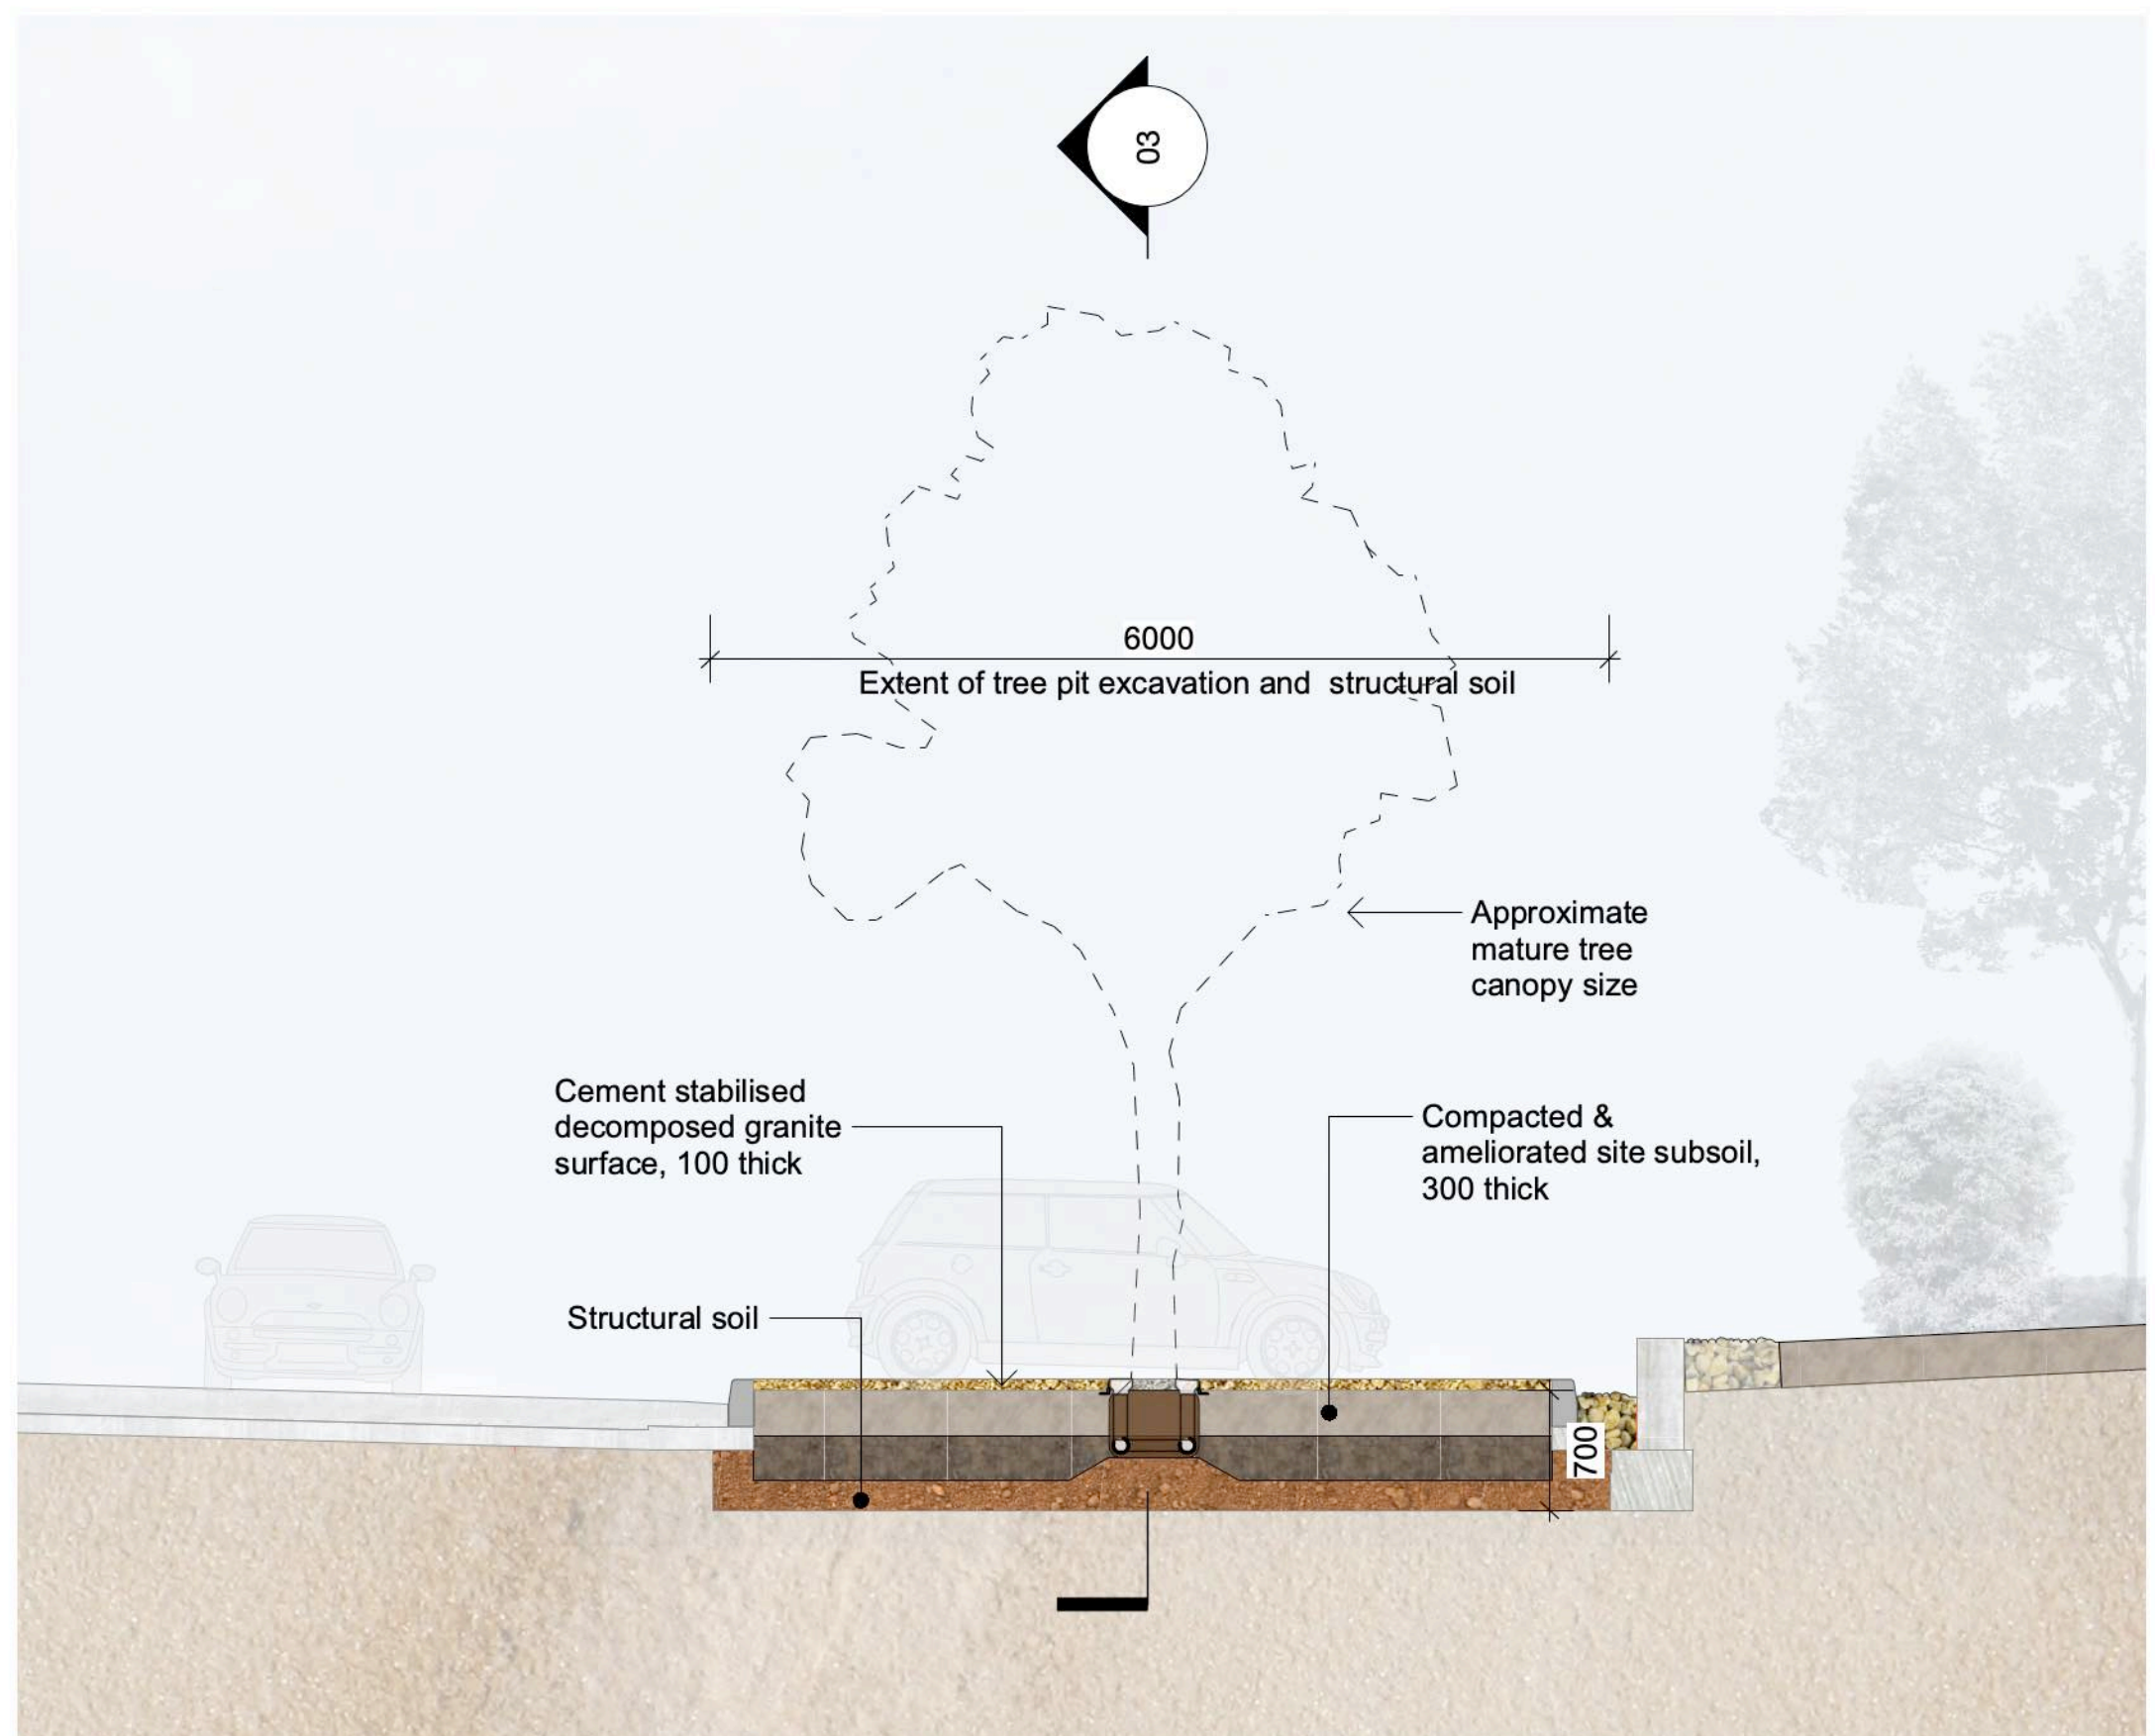 03
6000
Extent of tree pit excavation and structural soil
Approximate
mature tree
canopy size
Cement stabilised
decomposed granite
surface, 100 thick
Compacted &
ameliorated site subsoil,
300 thick
Structural soil
700